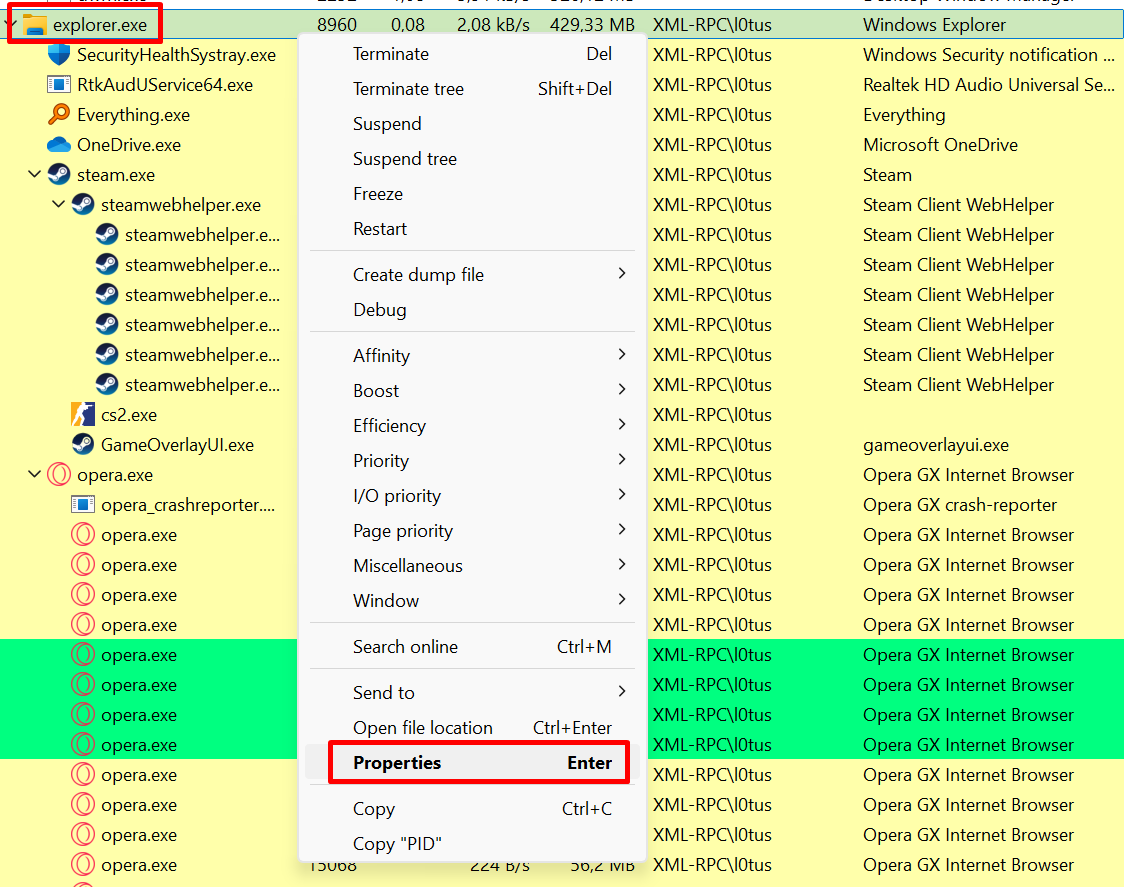 explorer.exe 8960 0,08 2,08 kB/s 429,33 MB XML-RPC\l0tus Windows Explorer
SecurityHealthSystray.exe XML-RPC\l0tus Windows Security notification ...
Terminate Del
RtkAudUService64.exe XML-RPC\l0tus Realtek HD Audio Universal Se...
Terminate tree Shift+Del
Everything.exe XML-RPC\l0tus Everything
Suspend
OneDrive.exe XML-RPC\l0tus Microsoft OneDrive
Suspend tree
steam.exe XML-RPC\l0tus Steam
Freeze
steamwebhelper.exe XML-RPC\l0tus Steam Client WebHelper
Restart
steamwebhelper.e... XML-RPC\l0tus Steam Client WebHelper
steamwebhelper.e... XML-RPC\l0tus Steam Client WebHelper
Create dump file
steamwebhelper.e... XML-RPC\l0tus Steam Client WebHelper
Debug
steamwebhelper.e... XML-RPC\l0tus Steam Client WebHelper
steamwebhelper.e... XML-RPC\l0tus Steam Client WebHelper
Affinity
steamwebhelper.e... XML-RPC\l0tus Steam Client WebHelper
Boost
cs2.exe XML-RPC\l0tus
Efficiency
GameOverlayUI.exe XML-RPC\l0tus gameoverlayui.exe
Priority
opera.exe XML-RPC\l0tus Opera GX Internet Browser
I/O priority
opera_crashreporter.... XML-RPC\l0tus Opera GX crash-reporter
Page priority
opera.exe XML-RPC\l0tus Opera GX Internet Browser
Miscellaneous
opera.exe XML-RPC\l0tus Opera GX Internet Browser
Window
opera.exe XML-RPC\l0tus Opera GX Internet Browser
opera.exe XML-RPC\l0tus Opera GX Internet Browser
Search online Ctrl+M
opera.exe XML-RPC\l0tus Opera GX Internet Browser
opera.exe XML-RPC\l0tus Opera GX Internet Browser
Send to
opera.exe XML-RPC\l0tus Opera GX Internet Browser
Open file location Ctrl+Enter
opera.exe XML-RPC\l0tus Opera GX Internet Browser
Properties Enter
opera.exe XML-RPC\l0tus Opera GX Internet Browser
opera.exe XML-RPC\l0tus Opera GX Internet Browser
Copy Ctrl+C
opera.exe XML-RPC\l0tus Opera GX Internet Browser
Copy "PID"
opera.exe 15068 224 B/s 56,2 MB XML-RPC\l0tus Opera GX Internet Browser